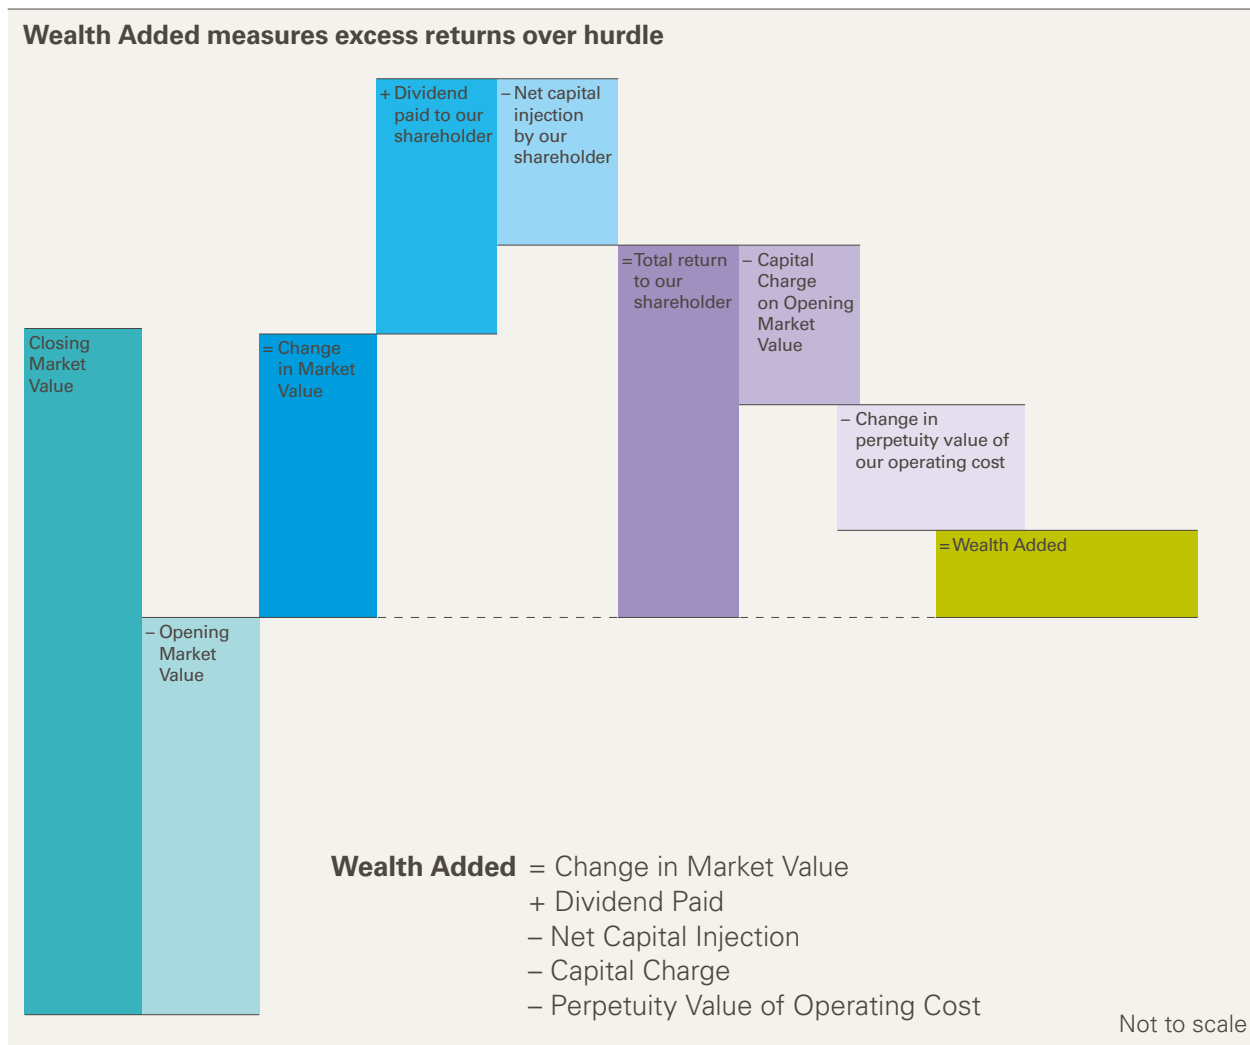 Wealth Added measures excess returns over hurdle
+ Dividend
paid to our
shareholder
– Net capital
injection
by our
shareholder
= Total return
to our
shareholder
– Capital
Charge
on Opening
Market
Value
Closing
Market
Value
= Change
in Market
Value
– Change in
perpetuity value of
our operating cost
= Wealth Added
– Opening
Market
Value
Wealth Added = Change in Market Value
+ Dividend Paid
– Net Capital Injection
– Capital Charge
– Perpetuity Value of Operating Cost
Not to scale